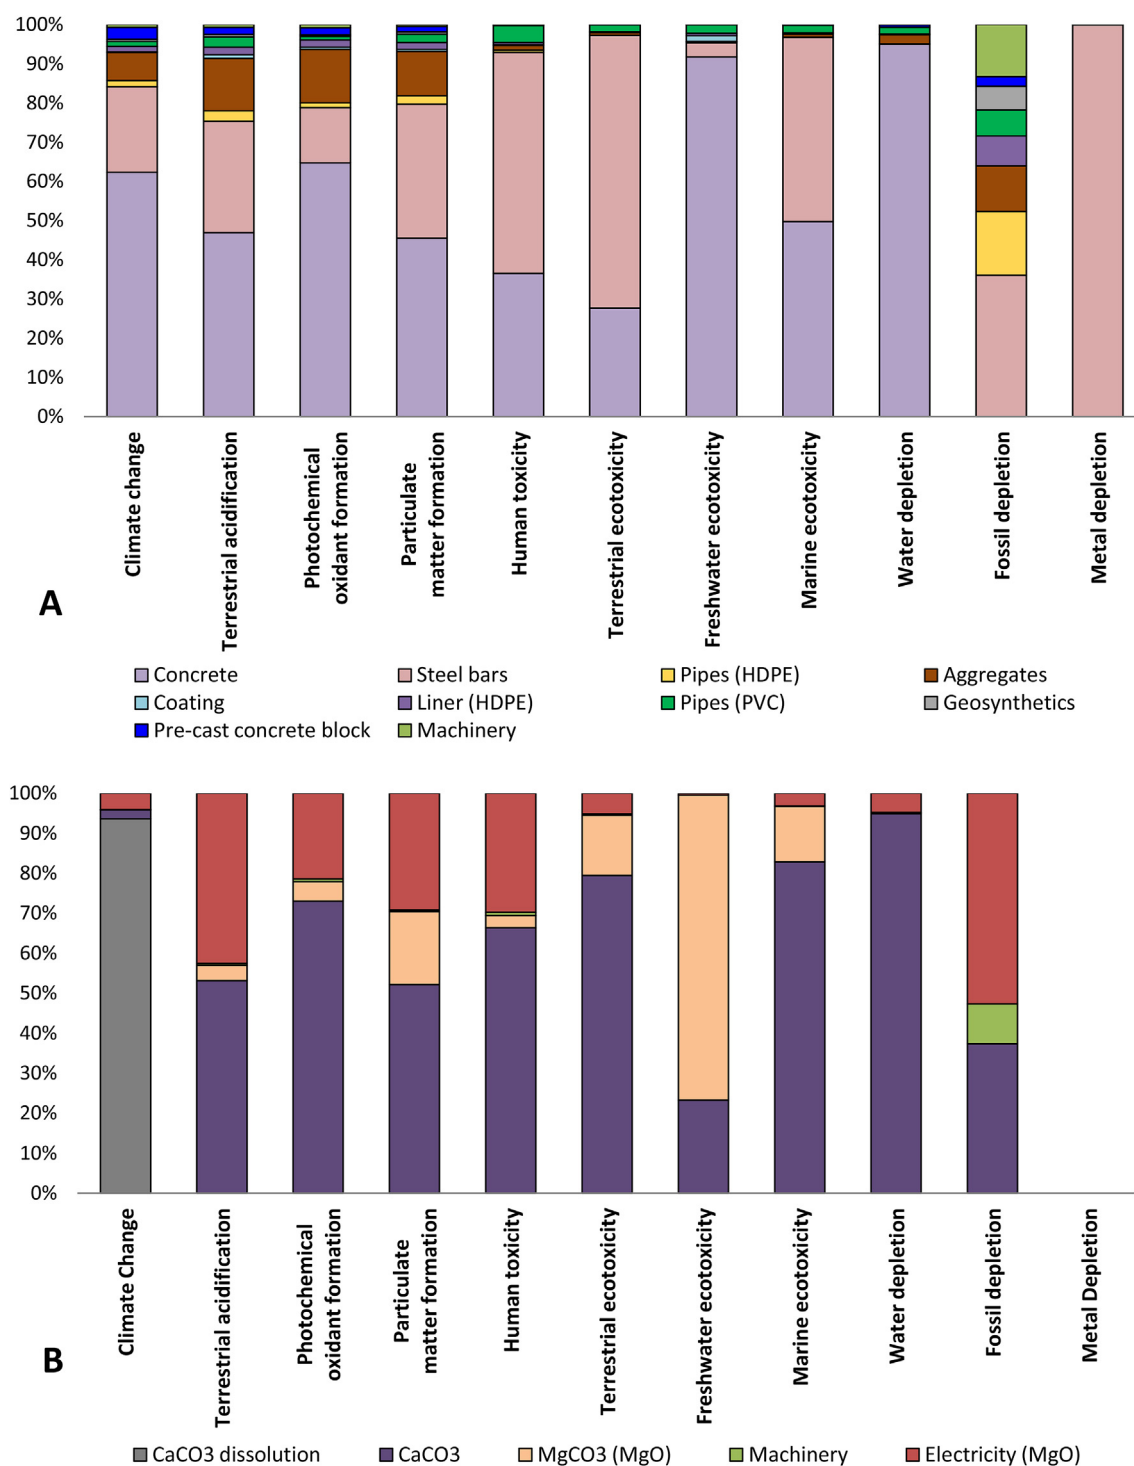 100%
90%
80%
70%
60%
50%
40%
30%
20%
10%
0%
Climate change
Terrestrial acidification
Photochemical
oxidant formation
Particulate
matter formation
Human toxicity
Terrestrial ecotoxicity
Freshwater ecotoxicity
Marine ecotoxicity
Water depletion
Fossil depletion
Metal depletion
A
Concrete
Steel bars
Pipes (HDPE)
Aggregates
Coating
Liner (HDPE)
Pipes (PVC)
Geosynthetics
Pre-cast concrete block
Machinery
100%
90%
80%
70%
60%
50%
40%
30%
20%
10%
0%
Climate Change
Terrestrial acidification
Photochemical
oxidant formation
Particulate
matter formation
Human toxicity
Terrestrial ecotoxicity
Freshwater ecotoxicity
Marine ecotoxicity
Water depletion
Fossil depletion
Metal Depletion
B
CaCO3 dissolution
CaCO3
MgCO3 (MgO)
Machinery
Electricity (MgO)